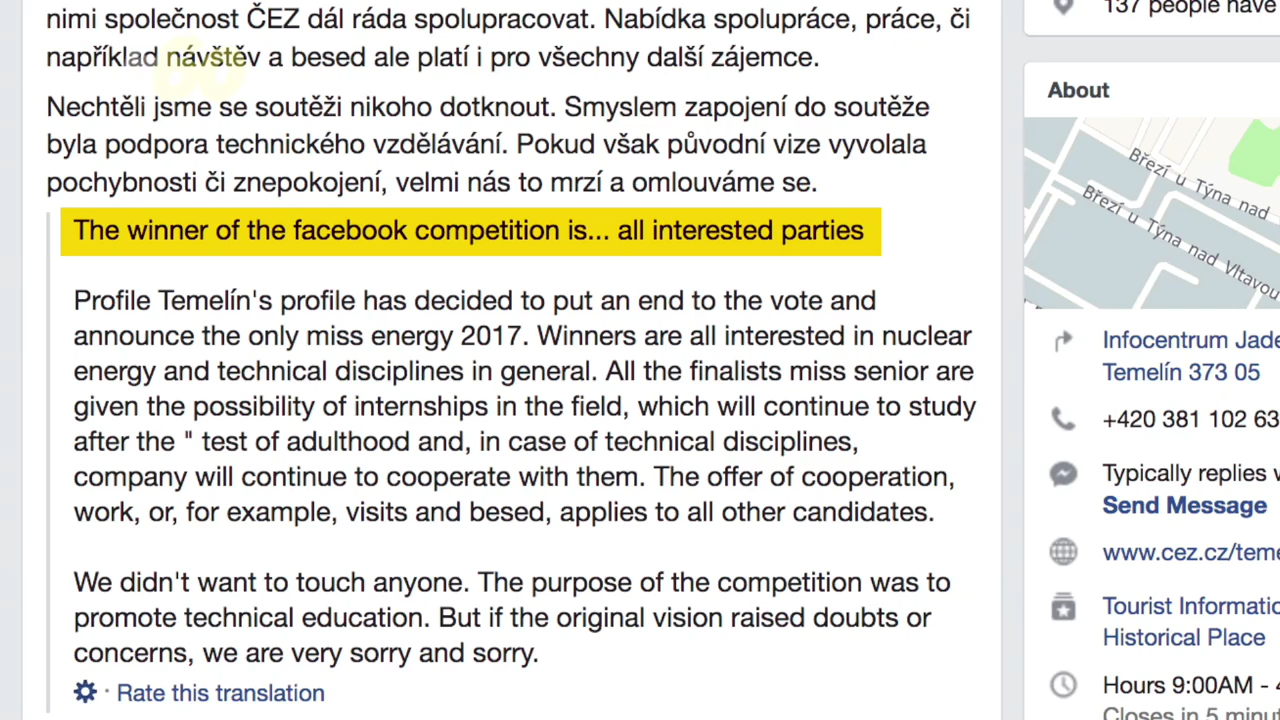 nimi společnost ČEZ dál ráda spolupracovat. Nabídka spolupráce, práce, či
například návštěv a besed ale platí i pro všechny další zájemce.
Nechtěli jsme se soutěži nikoho dotknout. Smyslem zapojení do soutěže
byla podpora technického vzdělávání. Pokud však původní vize vyvolala
pochybnosti či znepokojení, velmi nás to mrzí a omlouváme se.
The winner of the facebook competition is... all interested parties
Profile Temelín's profile has decided to put an end to the vote and
announce the only miss energy 2017. Winners are all interested in nuclear
energy and technical disciplines in general. All the finalists miss senior are
given the possibility of internships in the field, which will continue to study
after the " test of adulthood and, in case of technical disciplines,
company will continue to cooperate with them. The offer of cooperation,
work, or, for example, visits and besed, applies to all other candidates.
We didn't want to touch anyone. The purpose of the competition was to
promote technical education. But if the original vision raised doubts or
concerns, we are very sorry and sorry.
· Rate this translation
137 people have
About
Březí u Týna nad
Březí u Týna nad Vltavou
Infocentrum Jade
Temelín 373 05
+420 381 102 63
Typically replies
Send Message
www.cez.cz/teme
Tourist Informatio
Historical Place
Hours 9:00AM -
Closes in 5 minut